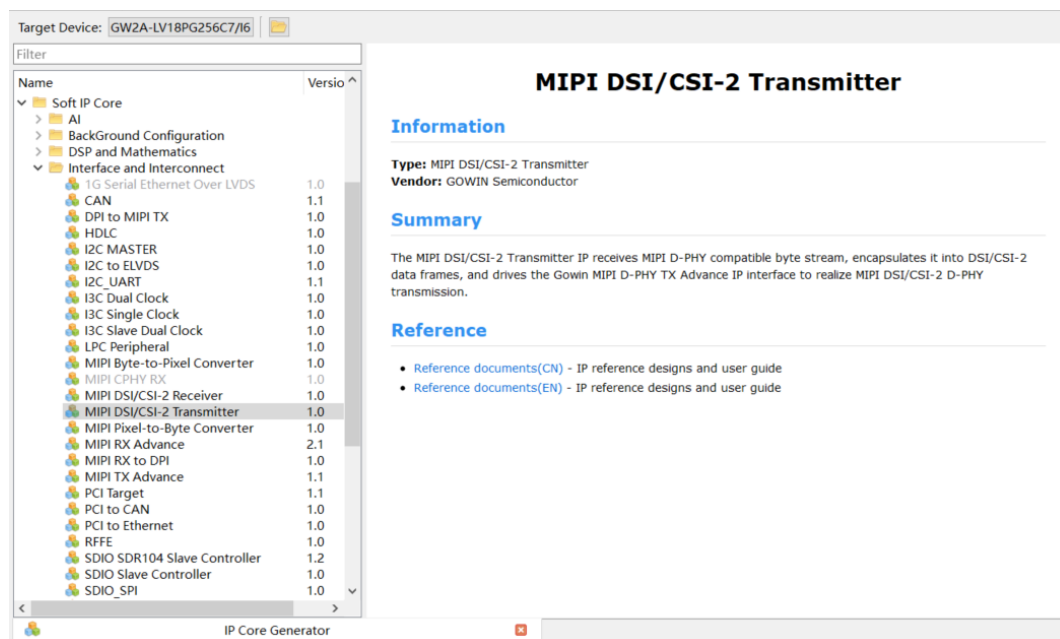 Target Device: GW2A-LV18PG256C7/I6
Filter
Name Versio
Soft IP Core
AI
BackGround Configuration
DSP and Mathematics
Interface and Interconnect
1G Serial Ethernet Over LVDS 1.0
CAN 1.1
DPI to MIPI TX 1.0
HDLC 1.0
I2C MASTER 1.0
I2C to ELVDS 1.0
I2C_UART 1.1
I3C Dual Clock 1.0
I3C Single Clock 1.0
I3C Slave Dual Clock 1.0
LPC Peripheral 1.0
MIPI Byte-to-Pixel Converter 1.0
MIPI CPHY RX 1.0
MIPI DSI/CSI-2 Receiver 1.0
MIPI DSI/CSI-2 Transmitter 1.0
MIPI Pixel-to-Byte Converter 1.0
MIPI RX Advance 2.1
MIPI RX to DPI 1.0
MIPI TX Advance 1.1
PCI Target 1.1
PCI to CAN 1.0
PCI to Ethernet 1.0
RFFE 1.0
SDIO SDR104 Slave Controller 1.2
SDIO Slave Controller 1.0
SDIO_SPI 1.0
IP Core Generator
MIPI DSI/CSI-2 Transmitter
Information
Type: MIPI DSI/CSI-2 Transmitter
Vendor: GOWIN Semiconductor
Summary
The MIPI DSI/CSI-2 Transmitter IP receives MIPI D-PHY compatible byte stream, encapsulates it into DSI/CSI-2
data frames, and drives the Gowin MIPI D-PHY TX Advance IP interface to realize MIPI DSI/CSI-2 D-PHY
transmission.
Reference
• Reference documents(CN) - IP reference designs and user guide
• Reference documents(EN) - IP reference designs and user guide